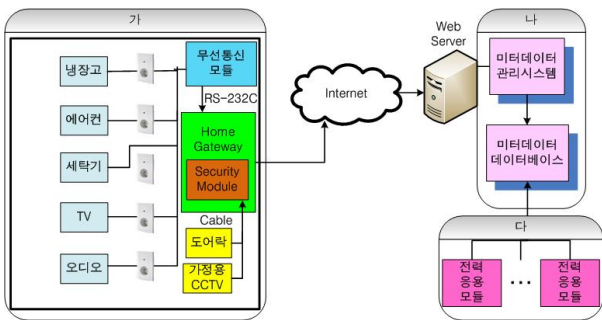 가
냉장고
에어컨
세탁기
TV
오디오
무선통신
모듈
RS-232C
Home
Gateway
Security
Module
Cable
도어락
가정용
CCTV
Internet
Web
Server
나
미터데이터
관리시스템
미터데이터
데이터베이스
다
전력
응용
모듈
...
전력
응용
모듈